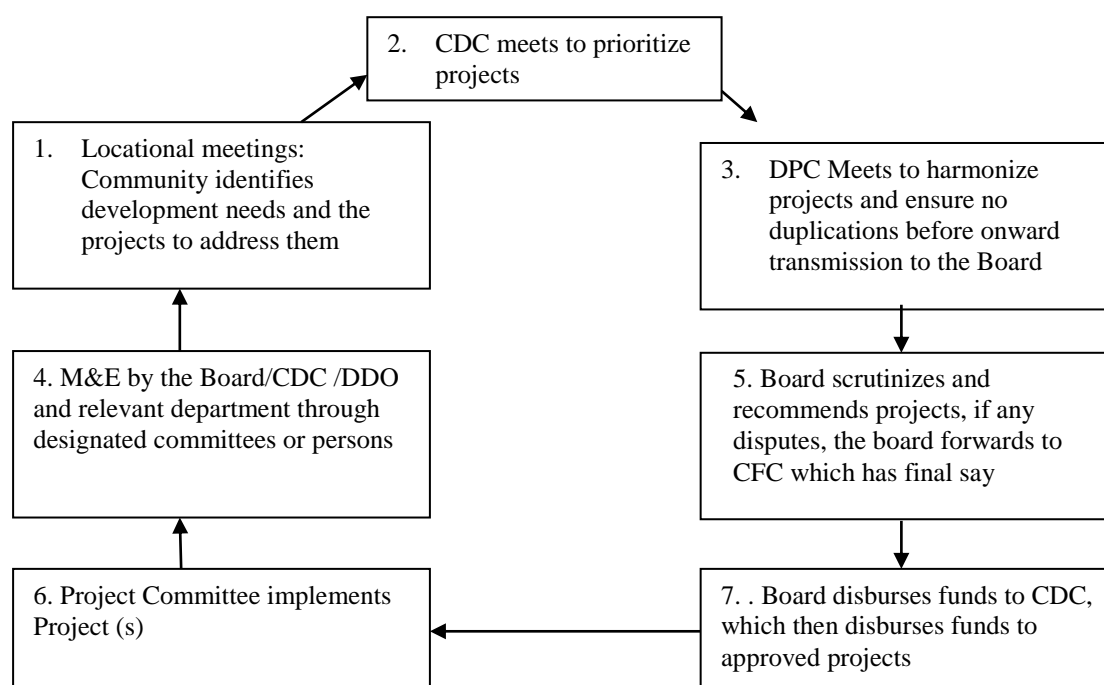 2. CDC meets to prioritize
projects
1. Locational meetings:
Community identifies
development needs and the
projects to address them
3. DPC Meets to harmonize
projects and ensure no
duplications before onward
transmission to the Board
4. M&E by the Board/CDC /DDO
and relevant department through
designated committees or persons
5. Board scrutinizes and
recommends projects, if any
disputes, the board forwards to
CFC which has final say
6. Project Committee implements
Project (s)
7. . Board disburses funds to CDC,
which then disburses funds to
approved projects